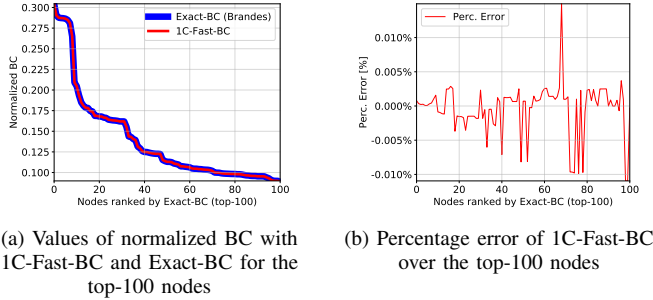 0.300
0.275
0.250
0.225
0.200
0.175
0.150
0.125
0.100
Normalized BC
Exact-BC (Brandes)
1C-Fast-BC
0 20 40 60 80 100
Nodes ranked by Exact-BC (top-100)
0.010%
0.005%
0.000%
-0.005%
-0.010%
Perc. Error [%]
Perc. Error
0 20 40 60 80 100
Nodes ranked by Exact-BC (top-100)
(a) Values of normalized BC with
1C-Fast-BC and Exact-BC for the
top-100 nodes
(b) Percentage error of 1C-Fast-BC
over the top-100 nodes